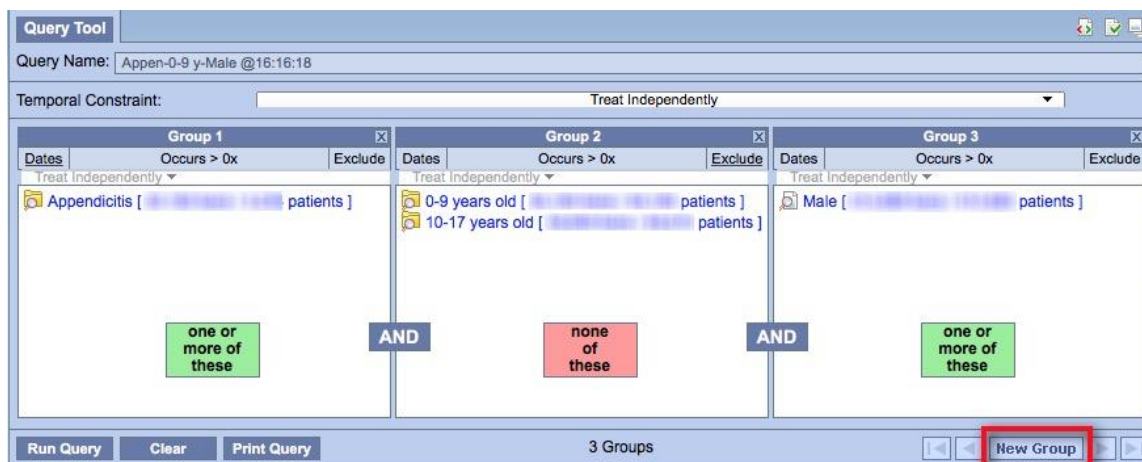 Query Tool
Query Name: Appen-0-9 y-Male @16:16:18
Temporal Constraint: Treat Independently
Group 1 X
Dates Occurs > 0x Exclude
Treat Independently
Appendicitis [ patients ]
one or
more of
these
AND
Group 2 X
Dates Occurs > 0x Exclude
Treat Independently
0-9 years old [ patients ]
10-17 years old [ patients ]
none
of
these
AND
Group 3 X
Dates Occurs > 0x Exclude
Treat Independently
Male [ patients ]
one or
more of
these
Run Query Clear Print Query 3 Groups New Group